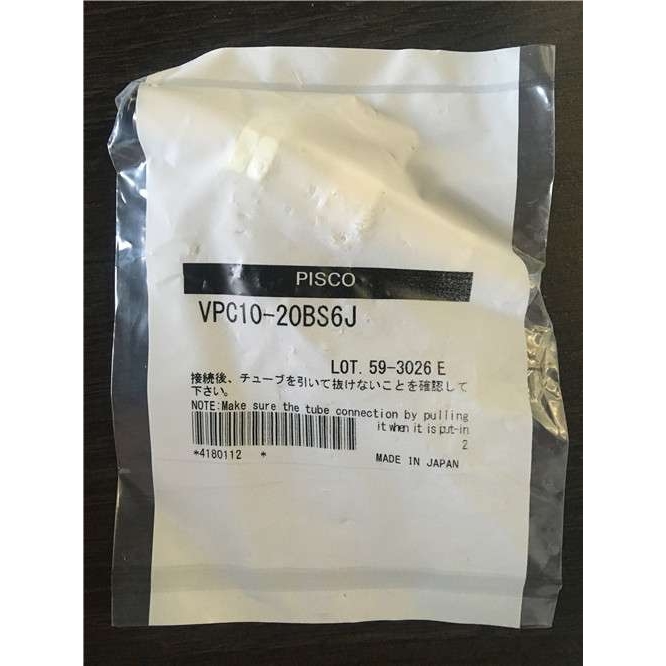 PISCO
VPC10-20BS6J
LOT. 59-3026 E
接続後、チューブを引いて抜けないことを確認して
下さい。
NOTE:Make sure the tube connection by pulling
it when it is put-in.
2
*4180112 *
MADE IN JAPAN